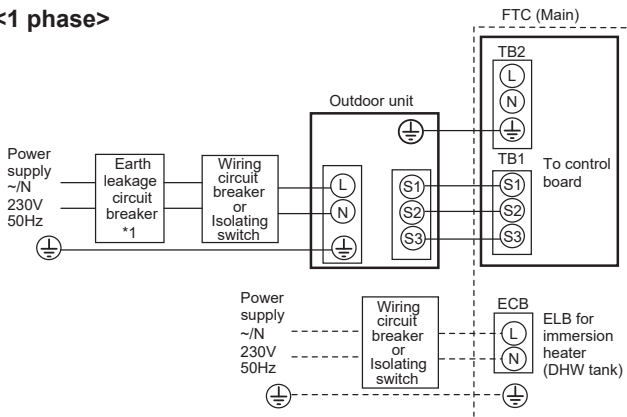 <1 phase>
FTC (Main)
TB2
L
N
Outdoor unit
Power
supply
~/N
230V
50Hz
Earth
leakage
circuit
breaker
*1
Wiring
circuit
breaker
or
Isolating
switch
L
N
S1
S2
S3
TB1
S1
S2
S3
To control
board
Power
supply
~/N
230V
50Hz
Wiring
circuit
breaker
or
Isolating
switch
ECB
L
N
ELB for
immersion
heater
(DHW tank)